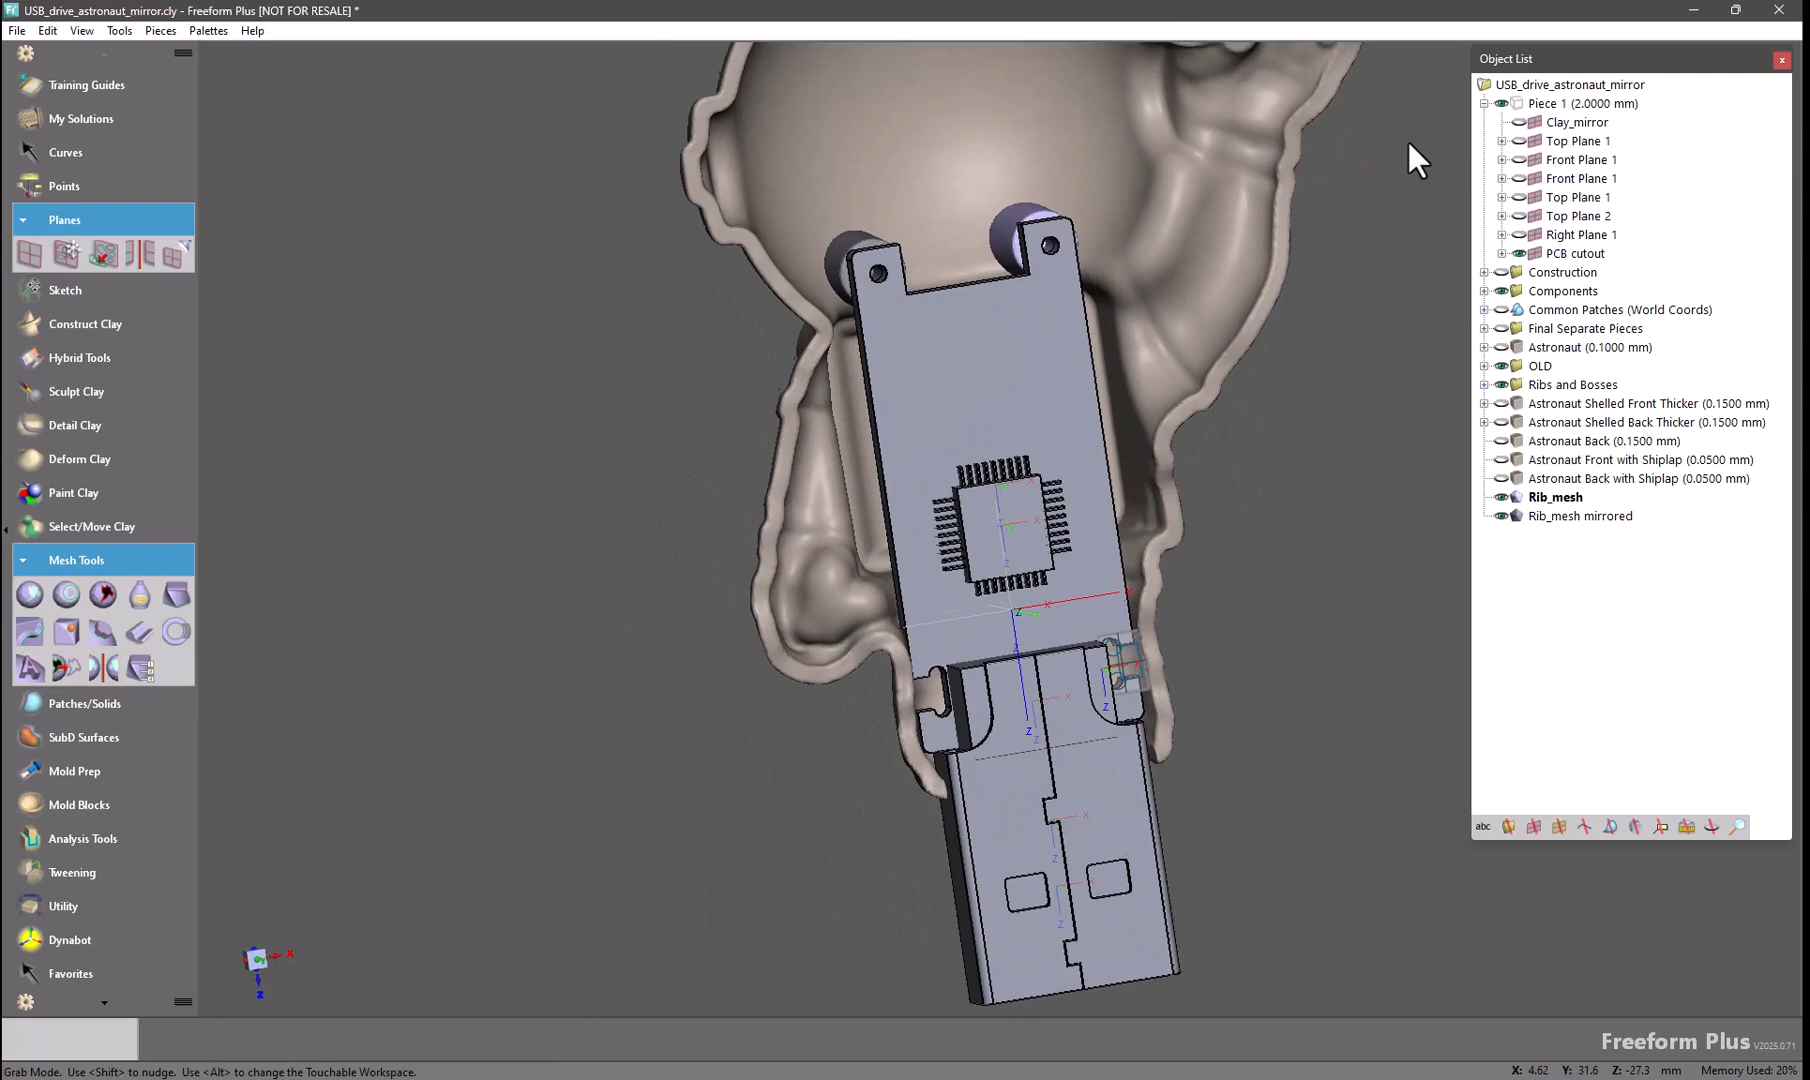 USB_drive_astronaut_mirror.cly - Freeform Plus [NOT FOR RESALE] *
File Edit View Tools Pieces Palettes Help
Training Guides
My Solutions
Curves
Points
Planes
Sketch
Construct Clay
Hybrid Tools
Sculpt Clay
Detail Clay
Deform Clay
Paint Clay
Select/Move Clay
Mesh Tools
Patches/Solids
SubD Surfaces
Mold Prep
Mold Blocks
Analysis Tools
Tweening
Utility
Dynabot
Favorites
Object List
USB_drive_astronaut_mirror
Piece 1 (2.0000 mm)
Clay_mirror
Top Plane 1
Front Plane 1
Front Plane 1
Top Plane 1
Top Plane 2
Right Plane 1
PCB cutout
Construction
Components
Common Patches (World Coords)
Final Separate Pieces
Astronaut (0.1000 mm)
OLD
Ribs and Bosses
Astronaut Shelled Front Thicker (0.1500 mm)
Astronaut Shelled Back Thicker (0.1500 mm)
Astronaut Back (0.1500 mm)
Astronaut Front with Shiplap (0.0500 mm)
Astronaut Back with Shiplap (0.0500 mm)
Rib_mesh
Rib_mesh mirrored
abc
Freeform Plus V2025.0.71
Grab Mode. Use <Shift> to nudge. Use <Alt> to change the Touchable Workspace.
X: 4.62 Y: 31.6 Z: -27.3 mm Memory Used: 20%